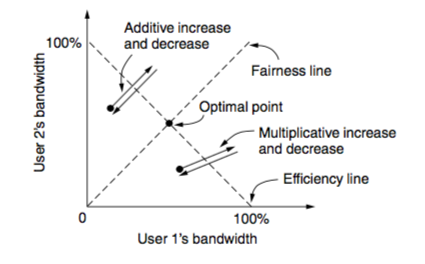 Additive increase
and decrease
100%
Fairness line
Optimal point
Multiplicative increase
and decrease
Efficiency line
User 2's bandwidth
0
100%
User 1's bandwidth